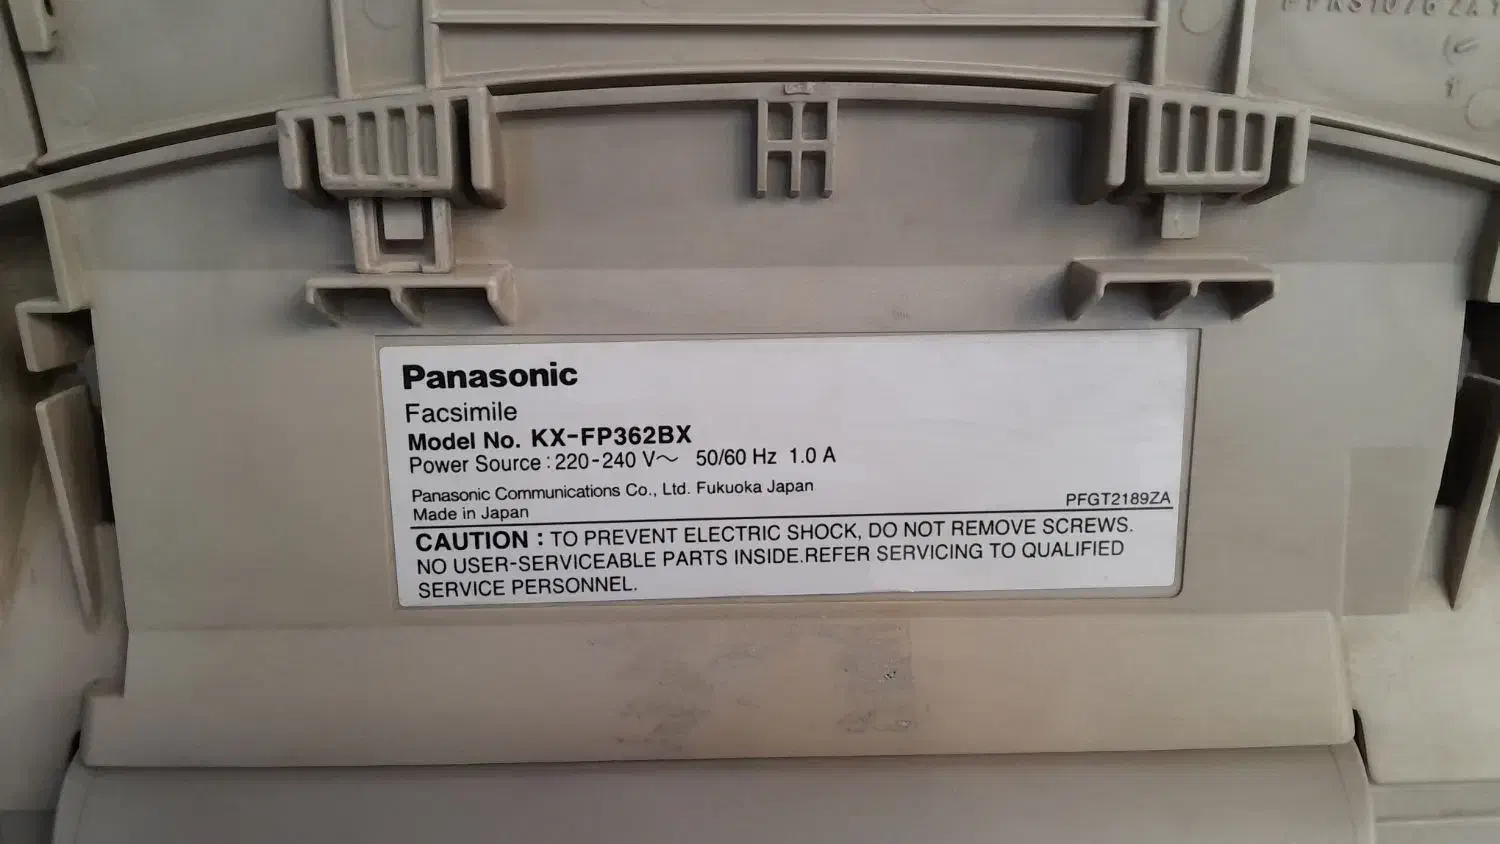 Panasonic
Facsimile
Model No. KX-FP362BX
Power Source : 220-240 V～ 50/60 Hz 1.0 A
Panasonic Communications Co., Ltd. Fukuoka Japan
Made in Japan
PFGT2189ZA
CAUTION : TO PREVENT ELECTRIC SHOCK, DO NOT REMOVE SCREWS.
NO USER-SERVICEABLE PARTS INSIDE.REFER SERVICING TO QUALIFIED
SERVICE PERSONNEL.